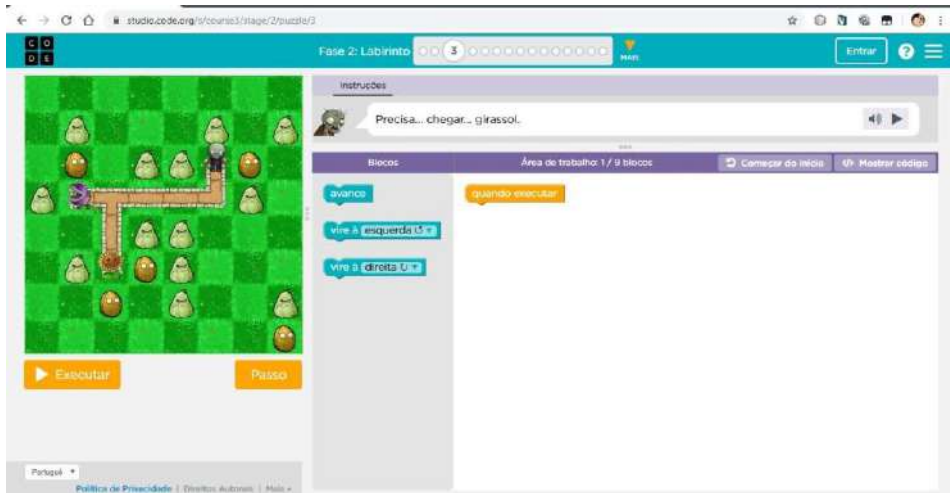 studio.code.org/s/course3/stage/2/puzzle/3
C O
D E
Fase 2: Labirinto
3
MAIS
Entrar
?
Instruções
Precisa... chegar... girassol.
Blocos
Área de trabalho: 1 / 9 blocos
Começar do início
Mostrar código
avance
quando executar
vire à esquerda
vire à direita
Executar
Passo
Política de Privacidade | Direitos Autorais | Mais